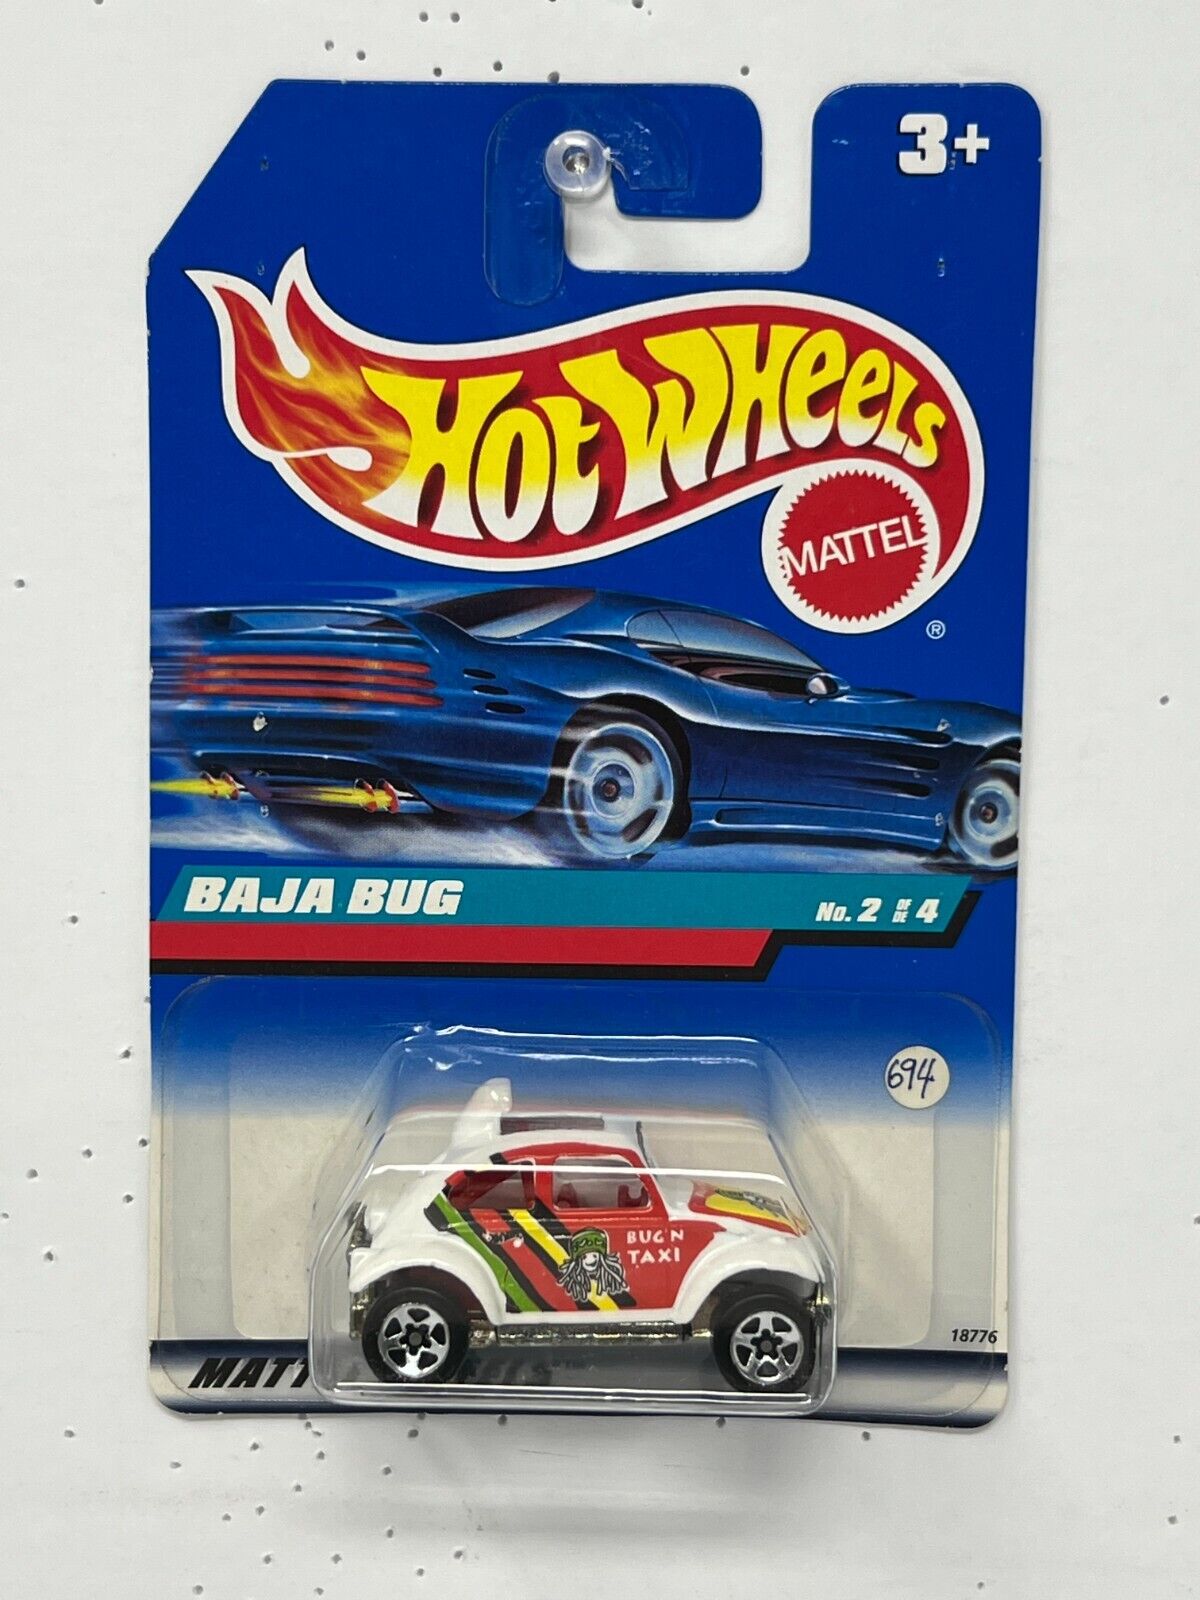 3+
Hot Wheels
MATTEL
®
BAJA BUG
No. 2 OF DE 4
694
BUG'N
TAXI
18776